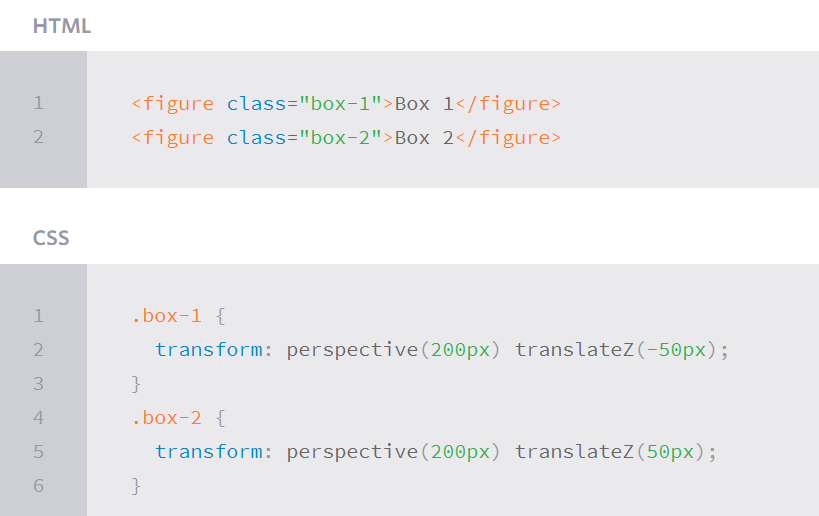 HTML
1 <figure class="box-1">Box 1</figure>
2 <figure class="box-2">Box 2</figure>
CSS
1 .box-1 {
2   transform: perspective(200px) translateZ(-50px);
3 }
4 .box-2 {
5   transform: perspective(200px) translateZ(50px);
6 }